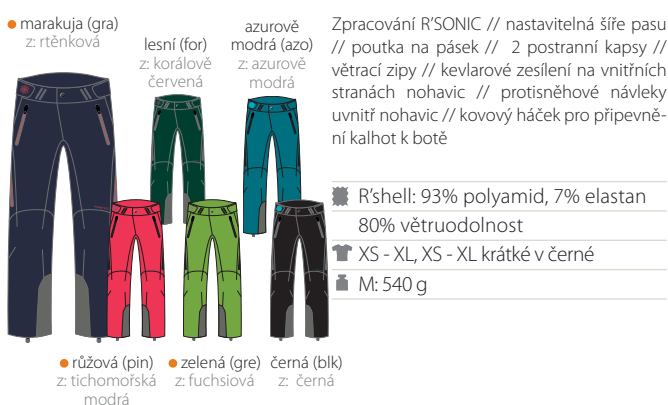 marakuja (gra)
z: rtěnková
lesní (for)
z: korálově
červená
azurově
modrá (azo)
z: azurově
modrá
růžová (pin)
z: tichomořská
modrá
zelená (gre)
z: fuchsiová
černá (blk)
z: černá
Zpracování R’SONIC // nastavitelná šíře pasu
// poutka na pásek // 2 postranní kapsy //
větrací zipy // kevlarové zesílení na vnitřních
stranách nohavic // protisněhové návleky
uvnitř nohavic // kovový háček pro připevně-
ní kalhot k botě
R’shell: 93% polyamid, 7% elastan
80% větruodolnost
XS - XL, XS - XL krátké v černé
M: 540 g